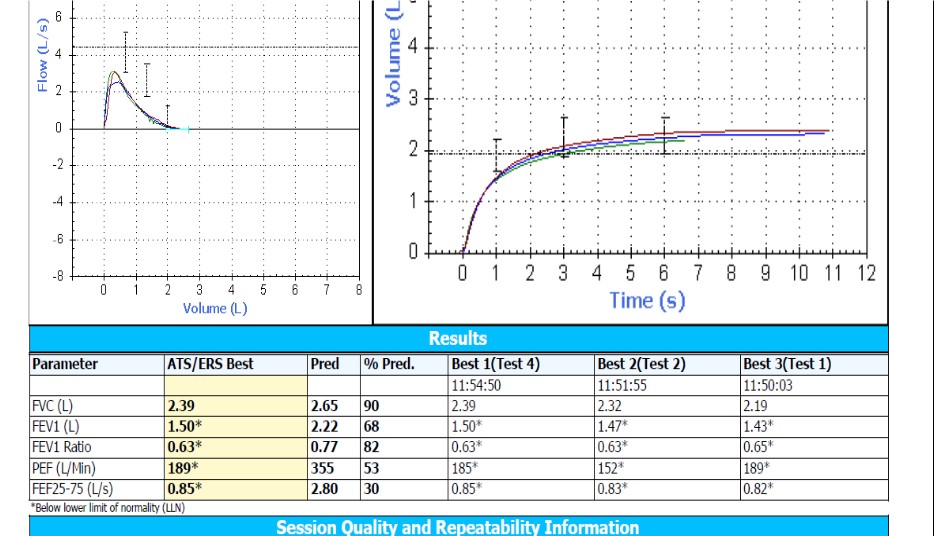 Flow (L/s)
6
4
2
0
-2
-4
-6
-8
0 1 2 3 4 5 6 7 8
Volume (L)
Volume (L
4
3
2
1
0
0 1 2 3 4 5 6 7 8 9 10 11 12
Time (s)
Results
Parameter ATS/ERS Best Pred % Pred. Best 1(Test 4) Best 2(Test 2) Best 3(Test 1)
11:54:50 11:51:55 11:50:03
FVC (L) 2.39 2.65 90 2.39 2.32 2.19
FEV1 (L) 1.50* 2.22 68 1.50* 1.47* 1.43*
FEV1 Ratio 0.63* 0.77 82 0.63* 0.63* 0.65*
PEF (L/Min) 189* 355 53 185* 152* 189*
FEF25-75 (L/s) 0.85* 2.80 30 0.85* 0.83* 0.82*
*Below lower limit of normality (LLN)
Session Quality and Repeatability Information